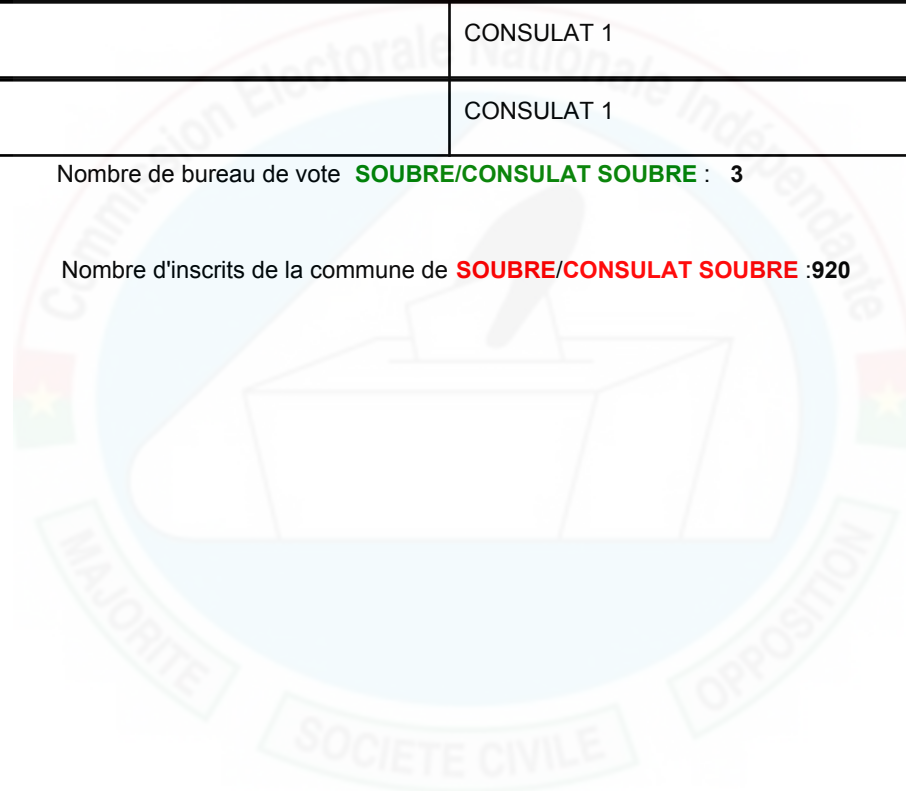 CONSULAT 1
CONSULAT 1
Nombre de bureau de vote SOUBRE/CONSULAT SOUBRE : 3
Nombre d'inscrits de la commune de SOUBRE/CONSULAT SOUBRE :920
Commission Electorale Nationale Indépendante
MAJORITE
SOCIETE CIVILE
OPPOSITION